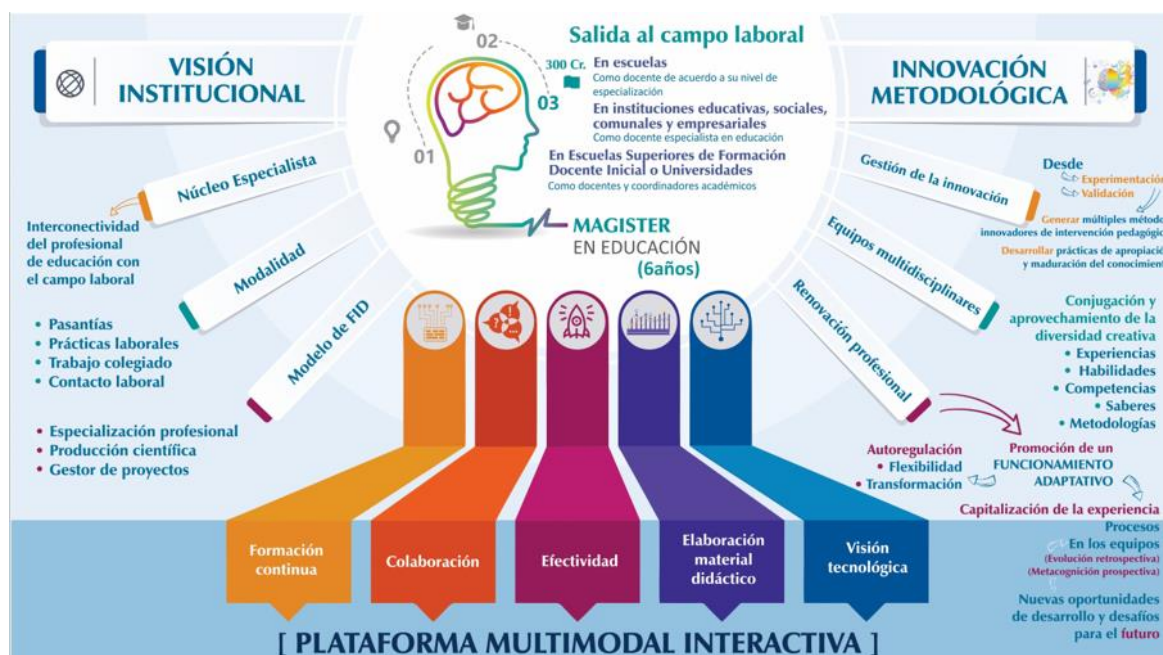 VISIÓN
INSTITUCIONAL
Núcleo Especialista
Interconectividad
del profesional
de educación con
el campo laboral
Modalidad
• Pasantías
• Prácticas laborales
• Trabajo colegiado
• Contacto laboral
Modelo de FID
• Especialización profesional
• Producción científica
• Gestor de proyectos
01
02
03
300 Cr.
Salida al campo laboral
En escuelas
Como docente de acuerdo a su nivel de
especialización
En instituciones educativas, sociales,
comunales y empresariales
Como docente especialista en educación
En Escuelas Superiores de Formación
Docente Inicial o Universidades
Como docentes y coordinadores académicos
MAGISTER
EN EDUCACIÓN
(6años)
INNOVACIÓN
METODOLÓGICA
Gestión de la innovación
Desde
Experimentación
Validación
Generar múltiples método
innovadores de intervención pedagógic
Desarrollar prácticas de apropiació
y maduración del conocimient
Equipos multidisciplinares
Conjugación y
aprovechamiento de la
diversidad creativa
• Experiencias
• Habilidades
• Competencias
• Saberes
• Metodologías
Renovación profesional
Autoregulación
• Flexibilidad
• Transformación
Promoción de un
FUNCIONAMIENTO
ADAPTATIVO
Capitalización de la experiencia
Procesos
En los equipos
(Evolución retrospectiva)
(Metacognición prospectiva)
Nuevas oportunidades
de desarrollo y desafíos
para el futuro
Formación
continua
Colaboración
Efectividad
Elaboración
material
didáctico
Visión
tecnológica
[ PLATAFORMA MULTIMODAL INTERACTIVA ]